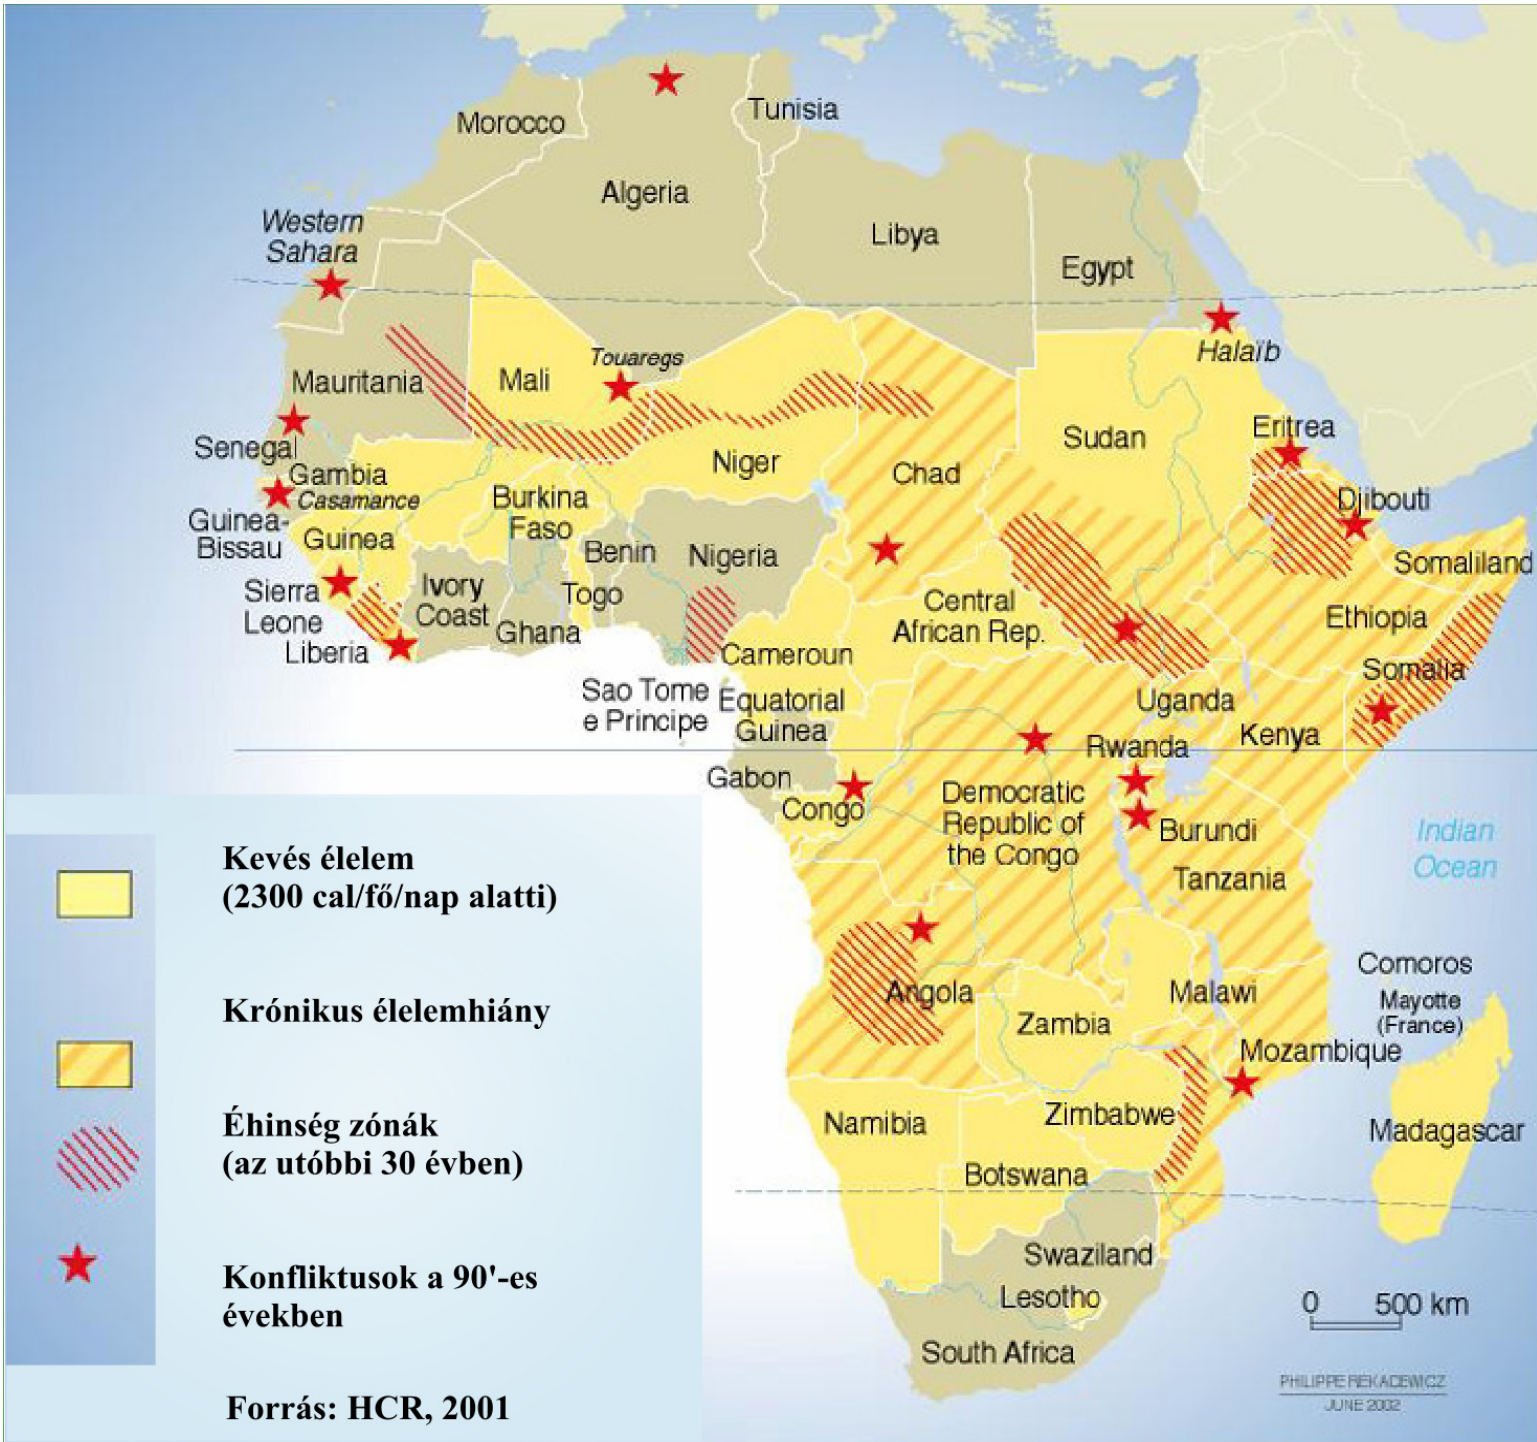 Morocco
Tunisia
Algeria
Western
Sahara
Libya
Egypt
Halaïb
Touaregs
Mauritania
Mali
Niger
Chad
Sudan
Eritrea
Senegal
Gambia
Casamance
Guinea-
Bissau
Guinea
Burkina
Faso
Djibouti
Benin
Nigeria
Somaliland
Sierra
Leone
Ivory
Coast
Togo
Ghana
Liberia
Central
African Rep.
Ethiopia
Cameroun
Somalia
Sao Tome
e Principe
Equatorial
Guinea
Uganda
Rwanda
Kenya
Gabon
Congo
Democratic
Republic of
the Congo
Burundi
Tanzania
Indian
Ocean
Angola
Zambia
Malawi
Comoros
Mayotte
(France)
Mozambique
Namibia
Zimbabwe
Madagascar
Botswana
Swaziland
Lesotho
South Africa
0 500 km
PHILIPPE REKACEWICZ
JUNE 2002
Kevés élelem
(2300 cal/fő/nap alatti)
Krónikus élelemhiány
Éhinség zónák
(az utóbbi 30 évben)
Konfliktusok a 90'-es
években
Forrás: HCR, 2001